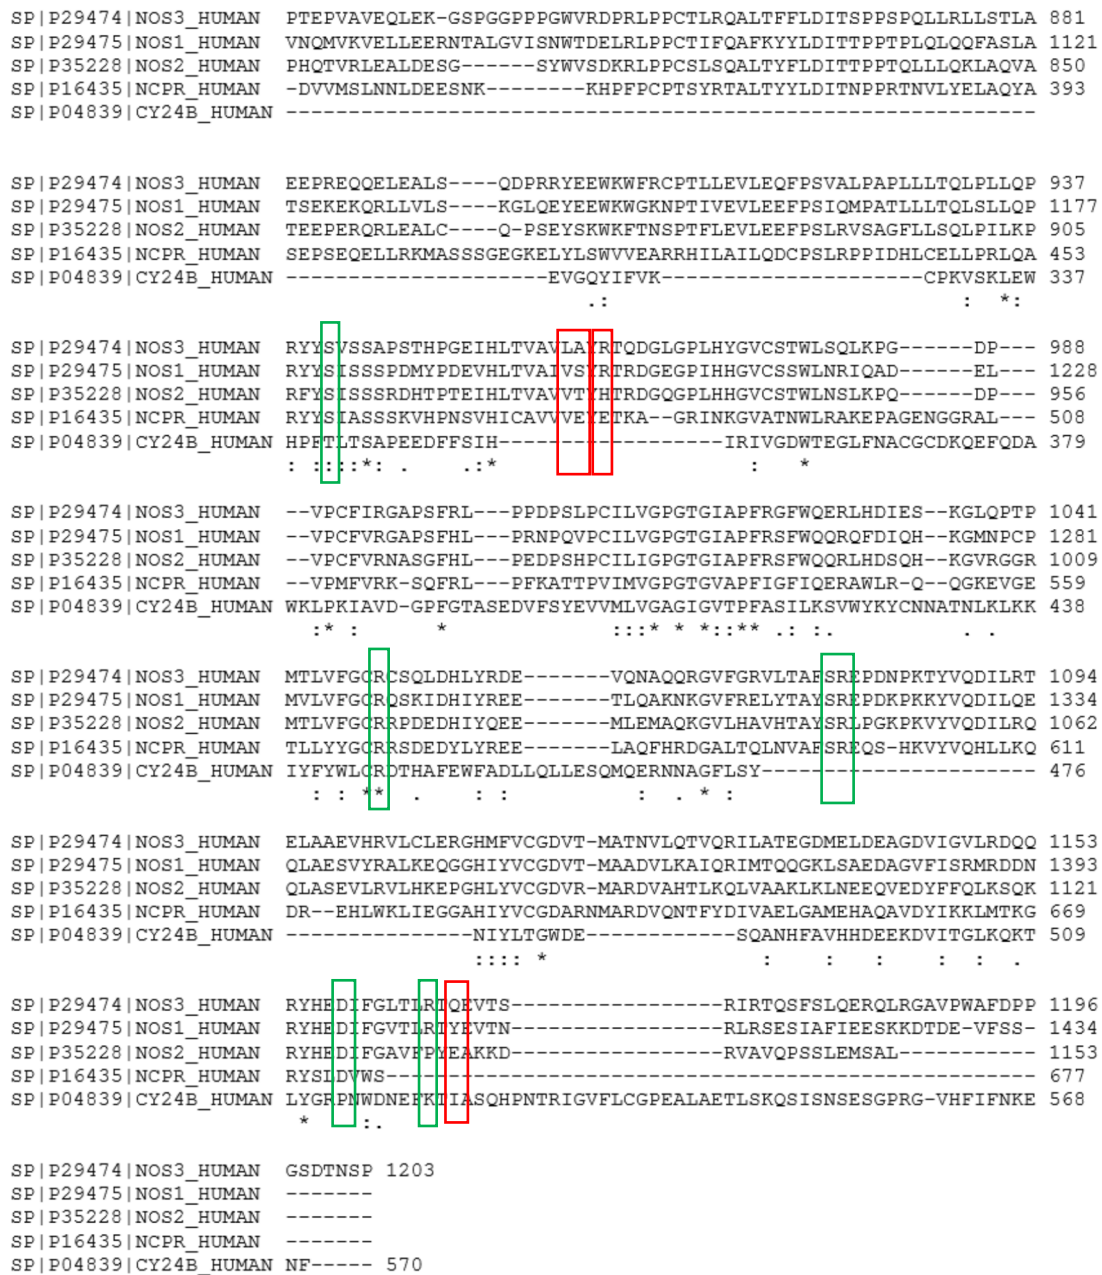 SP|P29474|NOS3_HUMAN PTEPVAVEQLEK-GSPGGPPPGWVRDPRLPPCTLRQALTFFLDITSPPSPQLLRLLSTLA 881
SP|P29475|NOS1_HUMAN VNQMVKVELLEERNTALGVISNWTDELRLPPCTIFQAFKYYLDITTPPTPLQLQQFASLA 1121
SP|P35228|NOS2_HUMAN PHQTVRLEALDESG------SYWVSDKRLPPCSLSQALTYFLDITTPPTQLLLQKLAQVA 850
SP|P16435|NCPR_HUMAN -DVVMSLNNLDEESNK--------KHPFPCPTSYRTALTYYLDITNPPRTNVLYELAQYA 393
SP|P04839|CY24B_HUMAN ------------------------------------------------------------
SP|P29474|NOS3_HUMAN EEPREQQELEALS----QDPRRYEEWKWFRCPTLLEVLEQFPSVALPAPLLLTQLPLLQP 937
SP|P29475|NOS1_HUMAN TSEKEKQRLLVLS----KGLQEYEEWKWGKNPTIVEVLEEFPSIQMPATLLLTQLSLLQP 1177
SP|P35228|NOS2_HUMAN TEEPERQRLEALC----Q-PSEYSKWKFTNSPTFLEVLEEFPSLRVSAGFLLSQLPILKP 905
SP|P16435|NCPR_HUMAN SEPSEQELLRKMASSSGEGKELYLSWVVEARRHILAILQDCPSLRPPIDHLCELLPRLQA 453
SP|P04839|CY24B_HUMAN ---------------------EVGQYIFVK---------------------CPKVSKLEW 337
.: : *:
SP|P29474|NOS3_HUMAN RYYSVSSAPSTHPGEIHLTVAVLAYRTQDGLGPLHYGVCSTWLSQLKPG------DP--- 988
SP|P29475|NOS1_HUMAN RYYSISSSPDMYPDEVHLTVAIVSYRTRDGEGPIHHGVCSSWLNRIQAD------EL--- 1228
SP|P35228|NOS2_HUMAN RFYSISSSRDHTPTEIHLTVAVVTYHTRDGQGPLHHGVCSTWLNSLKPQ------DP--- 956
SP|P16435|NCPR_HUMAN RYYSIASSSKVHPNSVHICAVVVEYETKA--GRINKGVATNWLRAKEPAGENGGRAL--- 508
SP|P04839|CY24B_HUMAN HPFTLTSAPEEDFFSIH------------------IRIVGDWTEGLFNACGCDKQEFQDA 379
: ::::*: . .:* : *
SP|P29474|NOS3_HUMAN --VPCFIRGAPSFRL---PPDPSLPCILVGPGTGIAPFRGFWQERLHDIES--KGLQPTP 1041
SP|P29475|NOS1_HUMAN --VPCFVRGAPSFHL---PRNPQVPCILVGPGTGIAPFRSFWQQRQFDIQH--KGMNPCP 1281
SP|P35228|NOS2_HUMAN --VPCFVRNASGFHL---PEDPSHPCILIGPGTGIAPFRSFWQQRLHDSQH--KGVRGGR 1009
SP|P16435|NCPR_HUMAN --VPMFVRK-SQFRL---PFKATTPVIMVGPGTGVAPFIGFIQERAWLR-Q--QGKEVGE 559
SP|P04839|CY24B_HUMAN WKLPKIAVD-GPFGTASEDVFSYEVVMLVGAGIGVTPFASILKSVWYKYCNNATNLKLKK 438
:* : * :::* * *::** .: :. . .
SP|P29474|NOS3_HUMAN MTLVFGCRCSQLDHLYRDE-------VQNAQQRGVFGRVLTAFSREPDNPKTYVQDILRT 1094
SP|P29475|NOS1_HUMAN MVLVFGCRQSKIDHIYREE-------TLQAKNKGVFRELYTAYSREPDKPKKYVQDILQE 1334
SP|P35228|NOS2_HUMAN MTLVFGCRRPDEDHIYQEE-------MLEMAQKGVLHAVHTAYSRLPGKPKVYVQDILRQ 1062
SP|P16435|NCPR_HUMAN TLLYYGCRRSDEDYLYREE-------LAQFHRDGALTQLNVAFSREQS-HKVYVQHLLKQ 611
SP|P04839|CY24B_HUMAN IYFYWLCRDTHAFEWFADLLQLLESQMQERNNAGFLSY---------------------- 476
: : ** . : : : . * :
SP|P29474|NOS3_HUMAN ELAAEVHRVLCLERGHMFVCGDVT-MATNVLQTVQRILATEGDMELDEAGDVIGVLRDQQ 1153
SP|P29475|NOS1_HUMAN QLAESVYRALKEQGGHIYVCGDVT-MAADVLKAIQRIMTQQGKLSAEDAGVFISRMRDDN 1393
SP|P35228|NOS2_HUMAN QLASEVLRVLHKEPGHLYVCGDVR-MARDVAHTLKQLVAAKLKLNEEQVEDYFFQLKSQK 1121
SP|P16435|NCPR_HUMAN DR--EHLWKLIEGGAHIYVCGDARNMARDVQNTFYDIVAELGAMEHAQAVDYIKKLMTKG 669
SP|P04839|CY24B_HUMAN ---------------NIYLTGWDE------------SQANHFAVHHDEEKDVITGLKQKT 509
:::: * : : : : : .
SP|P29474|NOS3_HUMAN RYHEDIFGLTLRTQEVTS-----------------RIRTQSFSLQERQLRGAVPWAFDPP 1196
SP|P29475|NOS1_HUMAN RYHEDIFGVTLRTYEVTN-----------------RLRSESIAFIEESKKDTDE-VFSS- 1434
SP|P35228|NOS2_HUMAN RYHEDIFGAVFPYEAKKD-----------------RVAVQPSSLEMSAL----------- 1153
SP|P16435|NCPR_HUMAN RYSLDVWS---------------------------------------------------- 677
SP|P04839|CY24B_HUMAN LYGRPNWDNEFKTIASQHPNTRIGVFLCGPEALAETLSKQSISNSESGPRG-VHFIFNKE 568
* :.
SP|P29474|NOS3_HUMAN GSDTNSP 1203
SP|P29475|NOS1_HUMAN -------
SP|P35228|NOS2_HUMAN -------
SP|P16435|NCPR_HUMAN -------
SP|P04839|CY24B_HUMAN NF----- 570